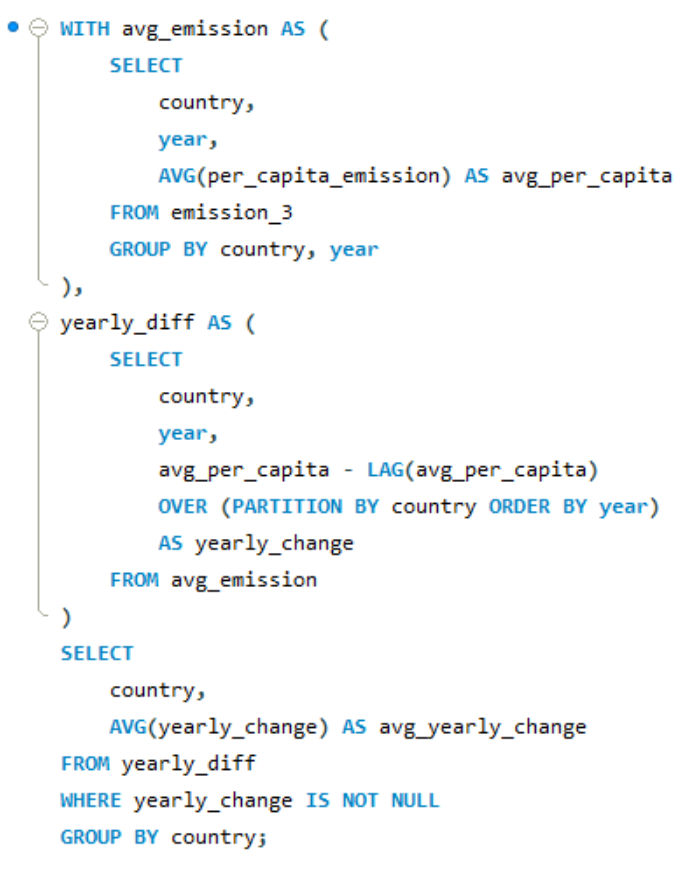 WITH avg_emission AS (
    SELECT
        country,
        year,
        AVG(per_capita_emission) AS avg_per_capita
    FROM emission_3
    GROUP BY country, year
),
yearly_diff AS (
    SELECT
        country,
        year,
        avg_per_capita - LAG(avg_per_capita)
        OVER (PARTITION BY country ORDER BY year)
        AS yearly_change
    FROM avg_emission
)
SELECT
    country,
    AVG(yearly_change) AS avg_yearly_change
FROM yearly_diff
WHERE yearly_change IS NOT NULL
GROUP BY country;